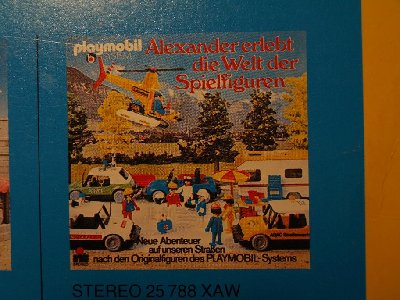 playmobil
Alexander erlebt
die Welt der
Spielfiguren
Neue Abenteuer
auf unseren Straßen
nach den Originalfiguren des PLAYMOBIL-Systems
STEREO 25 788 XAW